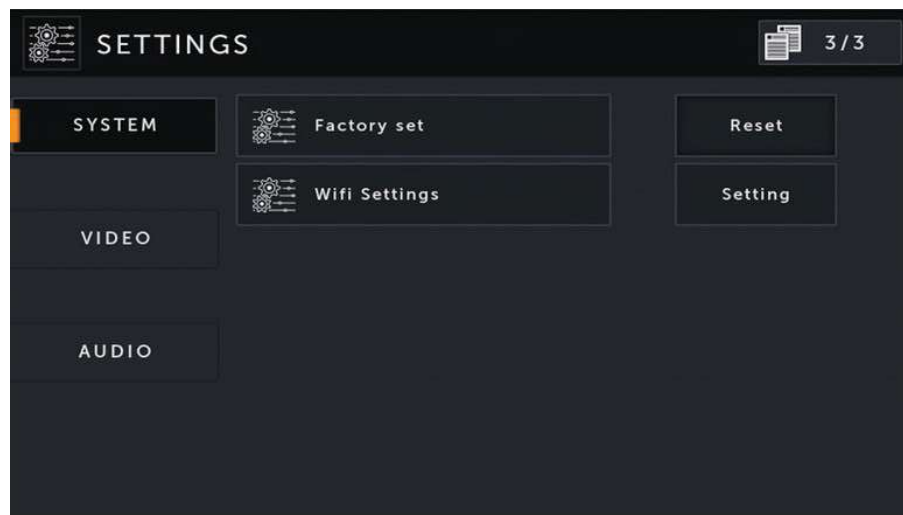 SETTINGS
3/3
SYSTEM
Factory set
Reset
Wifi Settings
Setting
VIDEO
AUDIO